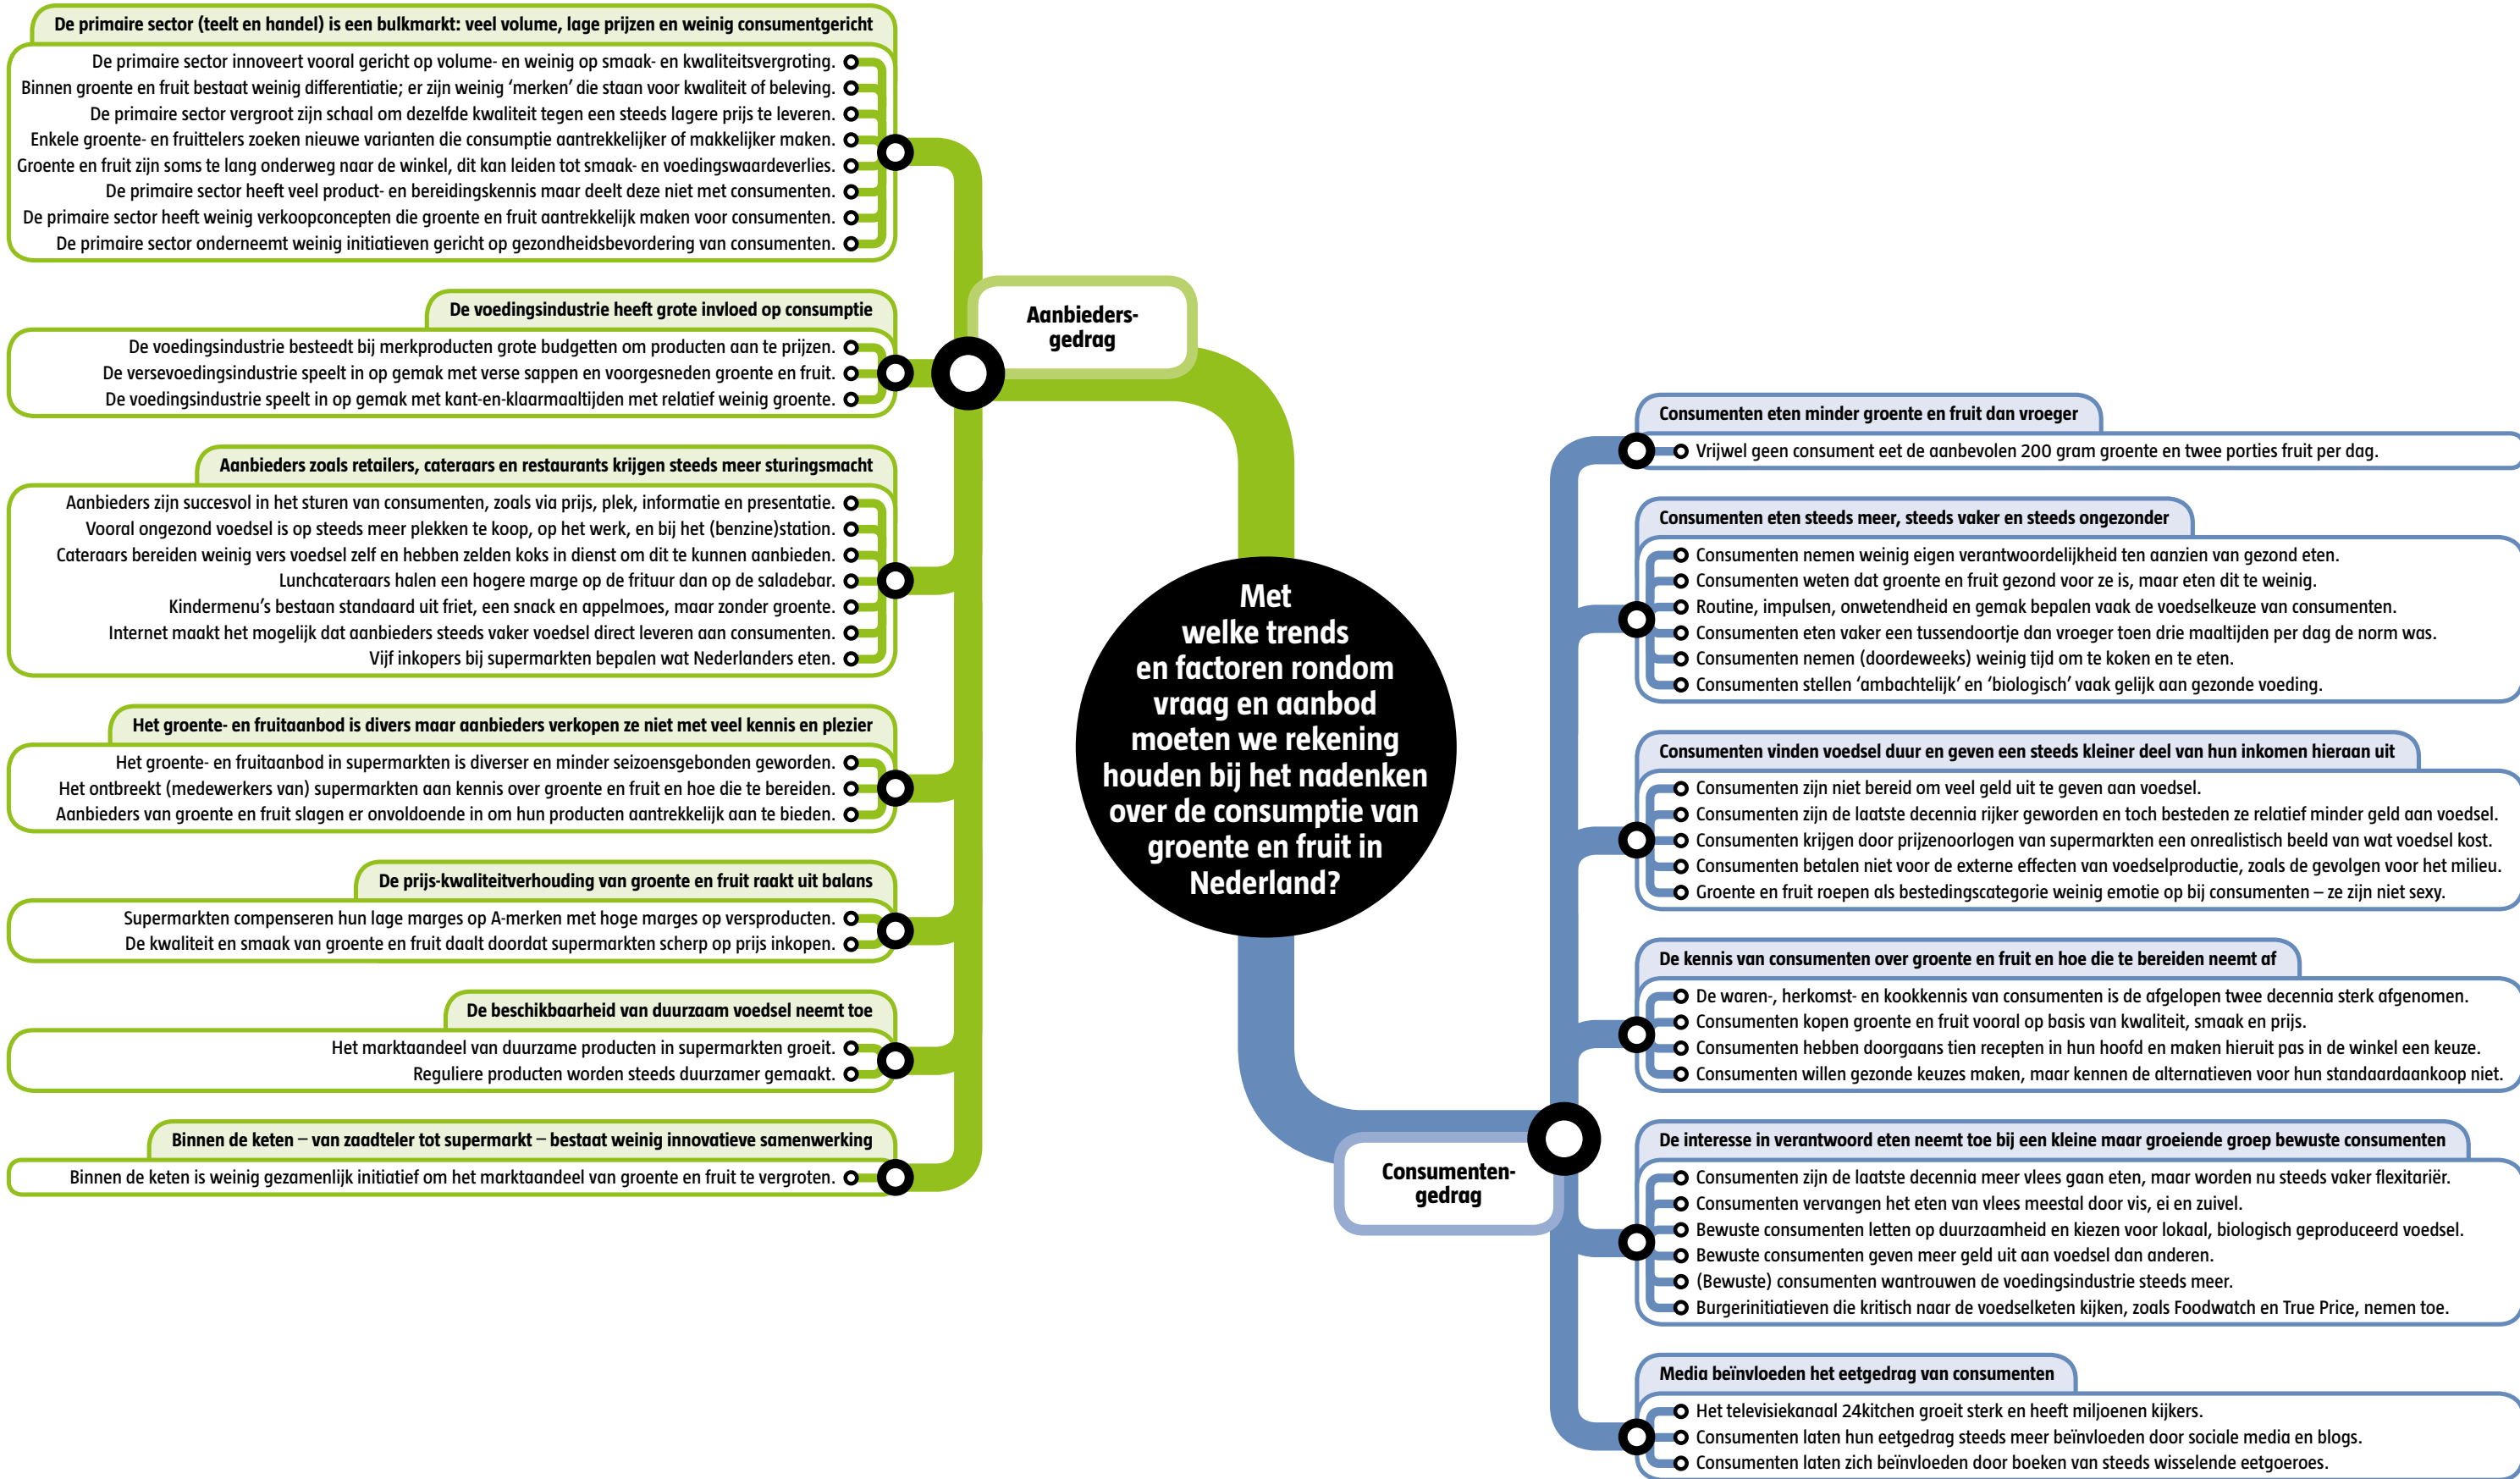 De primaire sector (teelt en handel) is een bulkmarkt: veel volume, lage prijzen en weinig consumentgericht
De primaire sector innoveert vooral gericht op volume- en weinig op smaak- en kwaliteitsvergroting.
Binnen groente en fruit bestaat weinig differentiatie; er zijn weinig ‘merken’ die staan voor kwaliteit of beleving.
De primaire sector vergroot zijn schaal om dezelfde kwaliteit tegen een steeds lagere prijs te leveren.
Enkele groente- en fruittelers zoeken nieuwe varianten die consumptie aantrekkelijker of makkelijker maken.
Groente en fruit zijn soms te lang onderweg naar de winkel, dit kan leiden tot smaak- en voedingswaardeverlies.
De primaire sector heeft veel product- en bereidingskennis maar deelt deze niet met consumenten.
De primaire sector heeft weinig verkoopconcepten die groente en fruit aantrekkelijk maken voor consumenten.
De primaire sector onderneemt weinig initiatieven gericht op gezondheidsbevordering van consumenten.
De voedingsindustrie heeft grote invloed op consumptie
De voedingsindustrie besteedt bij merkproducten grote budgetten om producten aan te prijzen.
De versevoedingsindustrie speelt in op gemak met verse sappen en voorgesneden groente en fruit.
De voedingsindustrie speelt in op gemak met kant-en-klaarmaaltijden met relatief weinig groente.
Aanbieders zoals retailers, cateraars en restaurants krijgen steeds meer sturingsmacht
Aanbieders zijn succesvol in het sturen van consumenten, zoals via prijs, plek, informatie en presentatie.
Vooral ongezond voedsel is op steeds meer plekken te koop, op het werk, en bij het (benzine)station.
Cateraars bereiden weinig vers voedsel zelf en hebben zelden koks in dienst om dit te kunnen aanbieden.
Lunchcateraars halen een hogere marge op de frituur dan op de saladebar.
Kindermenu's bestaan standaard uit friet, een snack en appelmoes, maar zonder groente.
Internet maakt het mogelijk dat aanbieders steeds vaker voedsel direct leveren aan consumenten.
Vijf inkopers bij supermarkten bepalen wat Nederlanders eten.
Het groente- en fruitaanbod is divers maar aanbieders verkopen ze niet met veel kennis en plezier
Het groente- en fruitaanbod in supermarkten is diverser en minder seizoensgebonden geworden.
Het ontbreekt (medewerkers van) supermarkten aan kennis over groente en fruit en hoe die te bereiden.
Aanbieders van groente en fruit slagen er onvoldoende in om hun producten aantrekkelijk aan te bieden.
De prijs-kwaliteitverhouding van groente en fruit raakt uit balans
Supermarkten compenseren hun lage marges op A-merken met hoge marges op versproducten.
De kwaliteit en smaak van groente en fruit daalt doordat supermarkten scherp op prijs inkopen.
De beschikbaarheid van duurzaam voedsel neemt toe
Het marktaandeel van duurzame producten in supermarkten groeit.
Reguliere producten worden steeds duurzamer gemaakt.
Binnen de keten – van zaadteler tot supermarkt – bestaat weinig innovatieve samenwerking
Binnen de keten is weinig gezamenlijk initiatief om het marktaandeel van groente en fruit te vergroten.
Aanbieders-
gedrag
Met
welke trends
en factoren rondom
vraag en aanbod
moeten we rekening
houden bij het nadenken
over de consumptie van
groente en fruit in
Nederland?
Consumenten-
gedrag
Consumenten eten minder groente en fruit dan vroeger
Vrijwel geen consument eet de aanbevolen 200 gram groente en twee porties fruit per dag.
Consumenten eten steeds meer, steeds vaker en steeds ongezonder
Consumenten nemen weinig eigen verantwoordelijkheid ten aanzien van gezond eten.
Consumenten weten dat groente en fruit gezond voor ze is, maar eten dit te weinig.
Routine, impulsen, onwetendheid en gemak bepalen vaak de voedselkeuze van consumenten.
Consumenten eten vaker een tussendoortje dan vroeger toen drie maaltijden per dag de norm was.
Consumenten nemen (doordeweeks) weinig tijd om te koken en te eten.
Consumenten stellen ‘ambachtelijk’ en ‘biologisch’ vaak gelijk aan gezonde voeding.
Consumenten vinden voedsel duur en geven een steeds kleiner deel van hun inkomen hieraan uit
Consumenten zijn niet bereid om veel geld uit te geven aan voedsel.
Consumenten zijn de laatste decennia rijker geworden en toch besteden ze relatief minder geld aan voedsel.
Consumenten krijgen door prijzenoorlogen van supermarkten een onrealistisch beeld van wat voedsel kost.
Consumenten betalen niet voor de externe effecten van voedselproductie, zoals de gevolgen voor het milieu.
Groente en fruit roepen als bestedingscategorie weinig emotie op bij consumenten – ze zijn niet sexy.
De kennis van consumenten over groente en fruit en hoe die te bereiden neemt af
De waren-, herkomst- en kookkennis van consumenten is de afgelopen twee decennia sterk afgenomen.
Consumenten kopen groente en fruit vooral op basis van kwaliteit, smaak en prijs.
Consumenten hebben doorgaans tien recepten in hun hoofd en maken hieruit pas in de winkel een keuze.
Consumenten willen gezonde keuzes maken, maar kennen de alternatieven voor hun standaardaankoop niet.
De interesse in verantwoord eten neemt toe bij een kleine maar groeiende groep bewuste consumenten
Consumenten zijn de laatste decennia meer vlees gaan eten, maar worden nu steeds vaker flexitariër.
Consumenten vervangen het eten van vlees meestal door vis, ei en zuivel.
Bewuste consumenten letten op duurzaamheid en kiezen voor lokaal, biologisch geproduceerd voedsel.
Bewuste consumenten geven meer geld uit aan voedsel dan anderen.
(Bewuste) consumenten wantrouwen de voedingsindustrie steeds meer.
Burgerinitiatieven die kritisch naar de voedselketen kijken, zoals Foodwatch en True Price, nemen toe.
Media beïnvloeden het eetgedrag van consumenten
Het televisiekanaal 24kitchen groeit sterk en heeft miljoenen kijkers.
Consumenten laten hun eetgedrag steeds meer beïnvloeden door sociale media en blogs.
Consumenten laten zich beïnvloeden door boeken van steeds wisselende eetgoeroes.